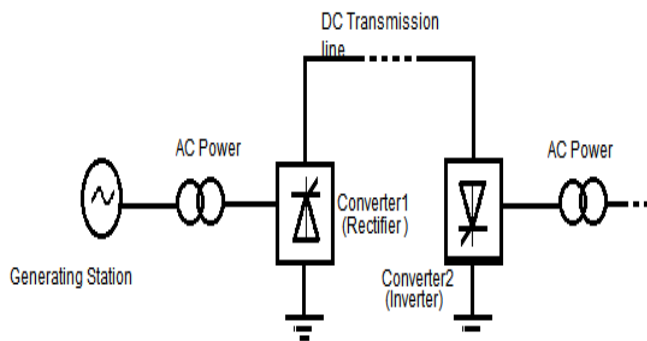 DC Transmission
line
AC Power
AC Power
Converter1
(Rectifier)
Generating Station
Converter2
(Inverter)